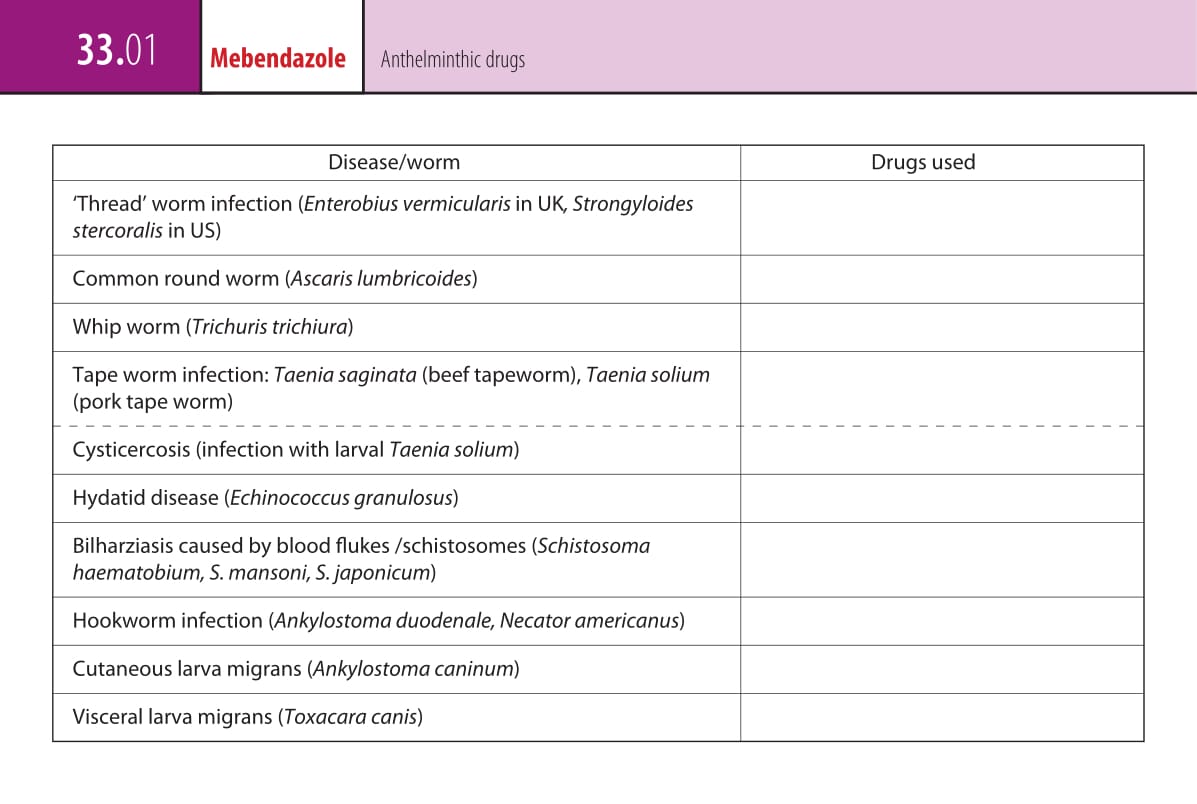 33.01
Mebendazole
Anthelminthic drugs
Disease/worm
Drugs used
‘Thread’ worm infection (Enterobius vermicularis in UK, Strongyloides
stercoralis in US)
Common round worm (Ascaris lumbricoides)
Whip worm (Trichuris trichiura)
Tape worm infection: Taenia saginata (beef tapeworm), Taenia solium
(pork tape worm)
Cysticercosis (infection with larval Taenia solium)
Hydatid disease (Echinococcus granulosus)
Bilharziasis caused by blood flukes /schistosomes (Schistosoma
haematobium, S. mansoni, S. japonicum)
Hookworm infection (Ankylostoma duodenale, Necator americanus)
Cutaneous larva migrans (Ankylostoma caninum)
Visceral larva migrans (Toxacara canis)